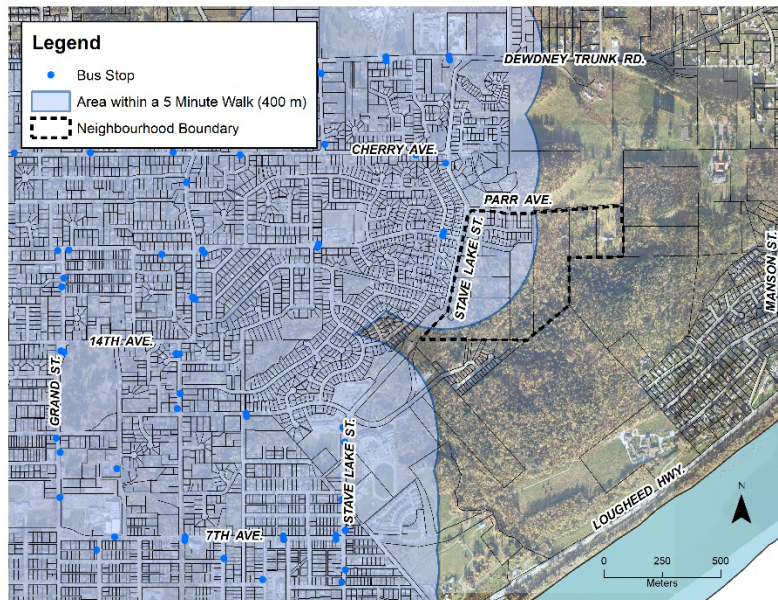 Legend
Bus Stop
Area within a 5 Minute Walk (400 m)
Neighbourhood Boundary
DEWDNEY TRUNK RD.
CHERRY AVE.
PARR AVE.
STAVE LAKE ST.
MANSON ST.
14TH AVE.
GRAND ST.
STAVE LAKE ST.
LOUGHEED HWY.
7TH AVE.
N
0 250 500
Meters